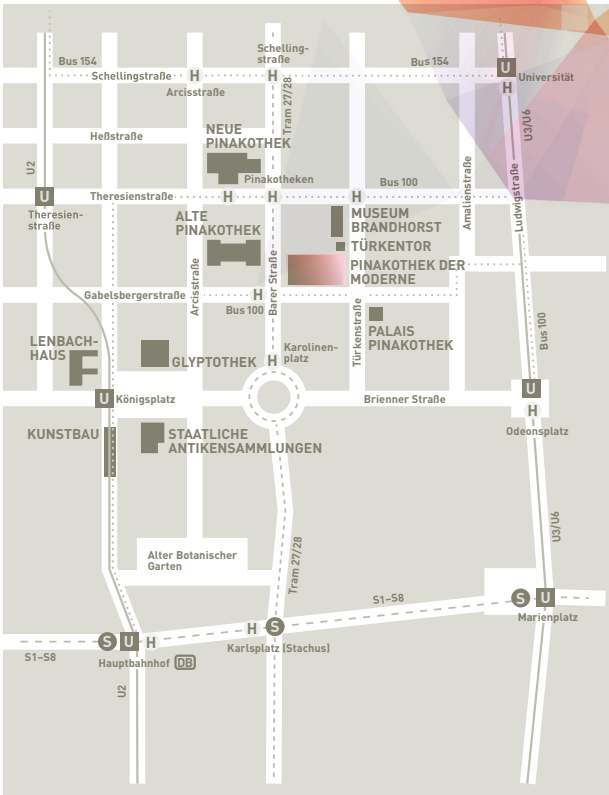 Schelling-
straße
Bus 154
Bus 154
Schellingstraße
H
H
U
Universität
H
Arcisstraße
Tram 27/28
U3/U6
NEUE
PINAKOTHEK
Heßstraße
U2
Pinakotheken
Bus 100
Amalienstraße
Ludwigstraße
U
Theresienstraße
H
H
H
Theresien-
straße
ALTE
PINAKOTHEK
MUSEUM
BRANDHORST
TÜRKENTOR
PINAKOTHEK DER
MODERNE
Arcisstraße
Barer Straße
Gabelsbergerstraße
H
Bus 100
Türkenstraße
PALAIS
PINAKOTHEK
Bus 100
LENBACH-
HAUS
GLYPTOTHEK
H
Karolinen-
platz
U
Königsplatz
Brienner Straße
U
H
Odeonsplatz
KUNSTBAU
STAATLICHE
ANTIKENSAMMLUNGEN
Alter Botanischer
Garten
Tram 27/28
U3/U6
S1–S8
S
U
Marienplatz
S1–S8
S
U
H
H
S
Karlsplatz (Stachus)
Hauptbahnhof DB
U2